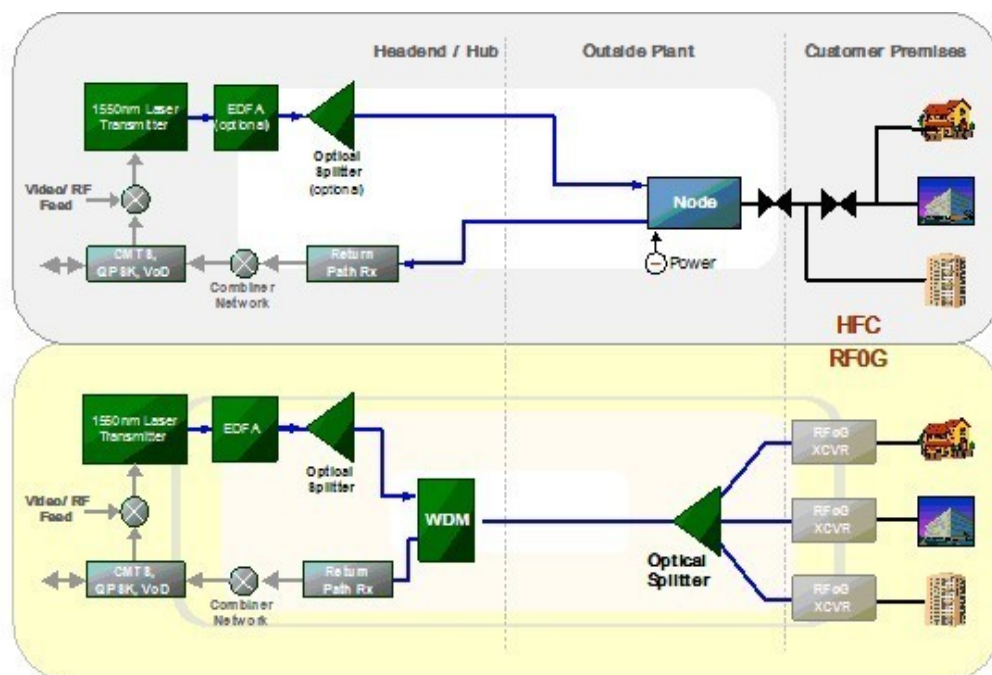 Headend / Hub
Outside Plant
Customer Premises
1550nm Laser
Transmitter
EDFA
(optional)
Optical
Splitter
(optional)
Video/ RF
Feed
Node
CMTS,
QPSK, VoD
Combiner
Network
Return
Path Rx
Power
HFC
RF0G
1550nm Laser
Transmitter
EDFA
Optical
Splitter
Video/ RF
Feed
WDM
CMTS,
QPSK, VoD
Combiner
Network
Return
Path Rx
Optical
Splitter
RFoG
XCVR
RFoG
XCVR
RFoG
XCVR